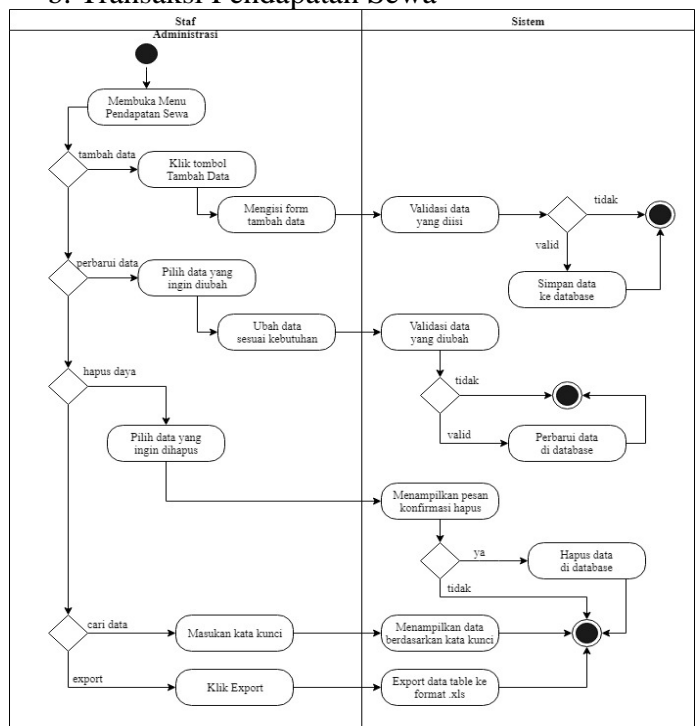 b. Transaksi Pendapatan Sewa
Staf
Administrasi
Sistem
Membuka Menu
Pendapatan Sewa
tambah data
Klik tombol
Tambah Data
Mengisi form
tambah data
Validasi data
yang diisi
tidak
valid
Simpan data
ke database
perbarui data
Pilih data yang
ingin diubah
Ubah data
sesuai kebutuhan
Validasi data
yang diubah
tidak
valid
Perbarui data
di database
hapus daya
Pilih data yang
ingin dihapus
Menampilkan pesan
konfirmasi hapus
ya
Hapus data
di database
tidak
cari data
Masukan kata kunci
Menampilkan data
berdasarkan kata kunci
export
Klik Export
Export data table ke
format .xls